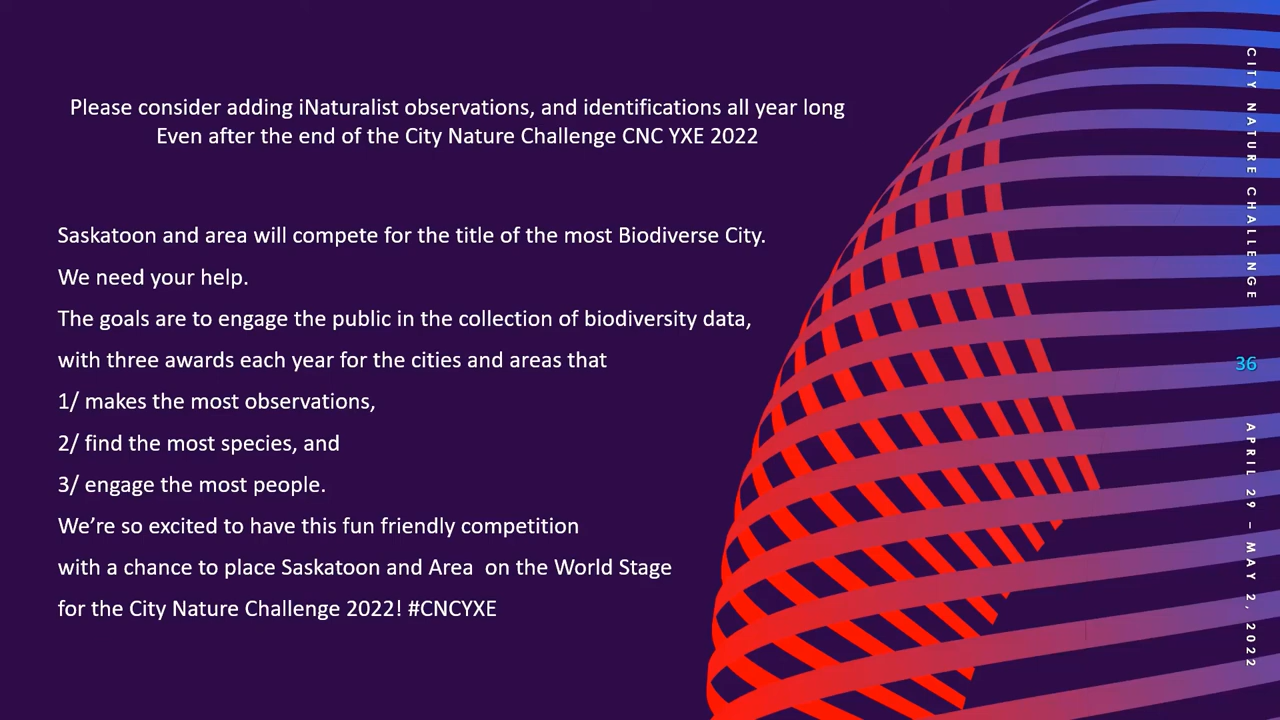 Please consider adding iNaturalist observations, and identifications all year long
Even after the end of the City Nature Challenge CNC YXE 2022
Saskatoon and area will compete for the title of the most Biodiverse City.
We need your help.
The goals are to engage the public in the collection of biodiversity data,
with three awards each year for the cities and areas that
1/ makes the most observations,
2/ find the most species, and
3/ engage the most people.
We’re so excited to have this fun friendly competition
with a chance to place Saskatoon and Area  on the World Stage
for the City Nature Challenge 2022! #CNCYXE
CITY NATURE CHALLENGE
36
APRIL 29 – MAY 2, 2022